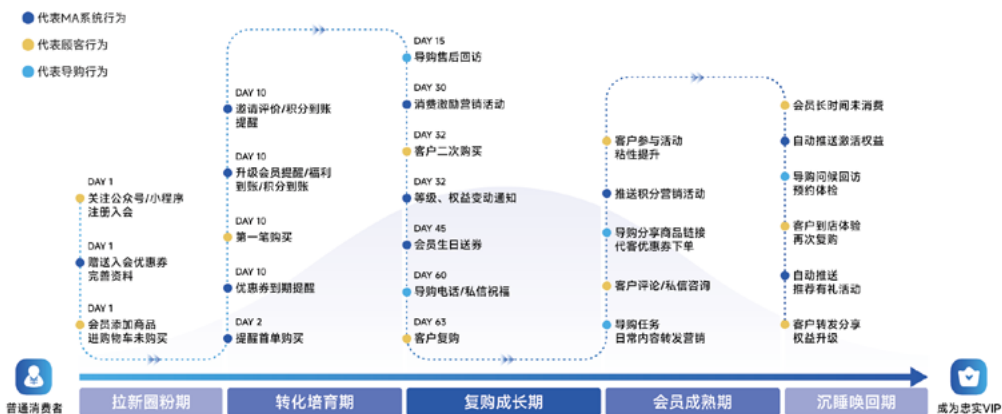 代表MA系统行为
代表顾客行为
代表导购行为
DAY 1
关注公众号/小程序
注册入会
DAY 1
赠送入会优惠券
完善资料
DAY 1
会员添加商品
进购物车未购买
DAY 10
邀请评价/积分到账
提醒
DAY 10
升级会员提醒/福利
到账/积分到账
DAY 10
第一笔购买
DAY 10
优惠券到期提醒
DAY 2
提醒首单购买
DAY 15
导购售后回访
DAY 30
消费激励营销活动
DAY 32
客户二次购买
DAY 32
等级、权益变动通知
DAY 45
会员生日送券
DAY 60
导购电话/私信祝福
DAY 63
客户复购
客户参与活动
粘性提升
推送积分营销活动
导购分享商品链接
代客优惠券下单
客户评论/私信咨询
导购任务
日常内容转发营销
会员长时间未消费
自动推送激活权益
导购问候回访
预约体检
客户到店体验
再次复购
自动推送
推荐有礼活动
客户转发分享
权益升级
普通消费者
拉新圈粉期
转化培育期
复购成长期
会员成熟期
沉睡唤回期
成为忠实VIP